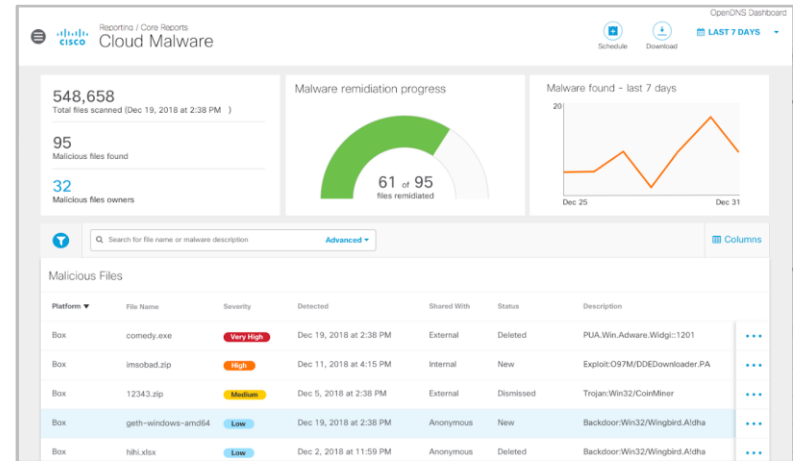 OpenDNS Dashboard
Reporting / Core Reports
cisco
Cloud Malware
Schedule
Download
LAST 7 DAYS
548,658
Total files scanned (Dec 19, 2018 at 2:38 PM )
95
Malicious files found
32
Malicious files owners
Malware remidiation progress
61 of 95
files remidiated
Malware found - last 7 days
20
Dec 25 Dec 31
Search for file name or malware description Advanced
Columns
Malicious Files
Platform File Name Severity Detected Shared With Status Description
Box comedy.exe Very High Dec 19, 2018 at 2:38 PM External Deleted PUA.Win.Adware.Widgi::1201
Box imsobad.zip High Dec 11, 2018 at 4:15 PM Internal New Exploit:O97M/DDEDownloader.PA
Box 12343.zip Medium Dec 5, 2018 at 2:38 PM External Dismissed Trojan:Win32/CoinMiner
Box geth-windows-amd64 Low Dec 19, 2018 at 2:38 PM Anonymous New Backdoor:Win32/Wingbird.A!dha
Box hihi.xlsx Low Dec 2, 2018 at 11:59 PM Anonymous Deleted Backdoor:Win32/Wingbird.A!dha